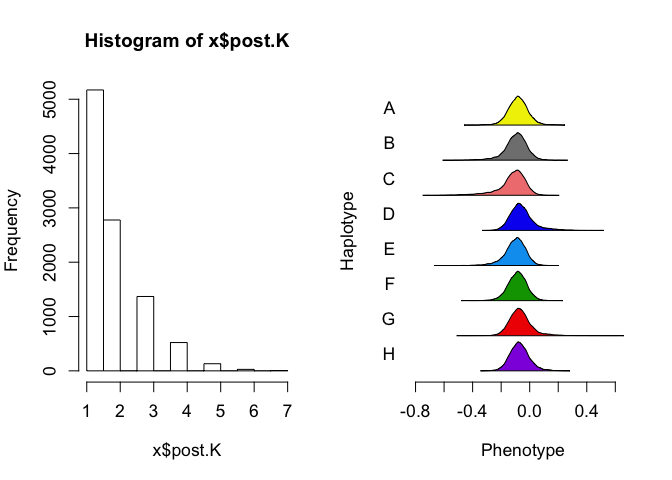 Histogram of x$post.K
Frequency
0
1000
2000
3000
4000
5000
1 2 3 4 5 6 7
x$post.K
Haplotype
A
B
C
D
E
F
G
H
-0.8 -0.4 0.0 0.4
Phenotype